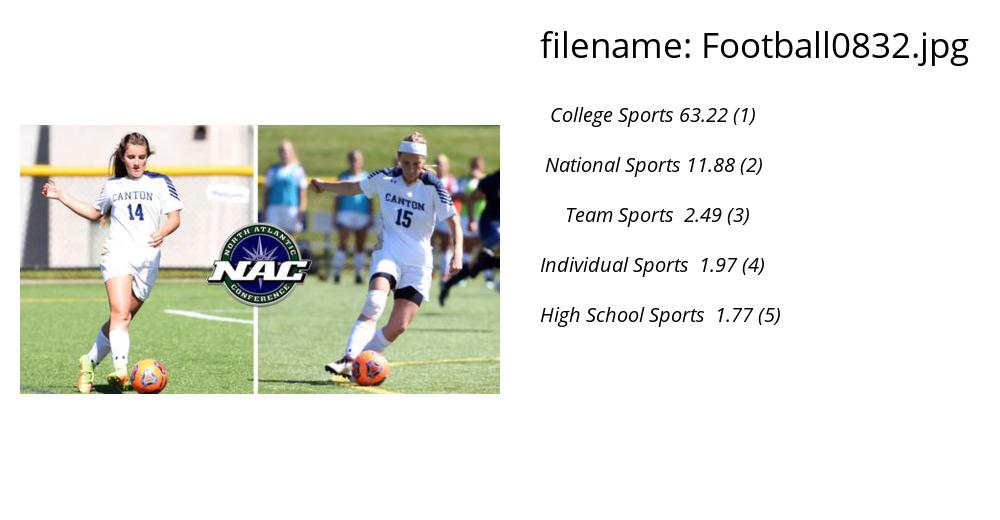 filename: Football0832.jpg
College Sports 63.22 (1)
National Sports 11.88 (2)
Team Sports 2.49 (3)
Individual Sports 1.97 (4)
High School Sports 1.77 (5)
CANTON
14
CANTON
15
NORTH ATLANTIC
NAC
CONFERENCE